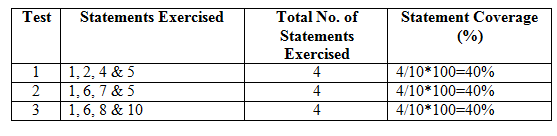 Test Statements Exercised Total No. of Statements Exercised Statement Coverage (%)
1 1, 2, 4 & 5 4 4/10*100=40%
2 1, 6, 7 & 5 4 4/10*100=40%
3 1, 6, 8 & 10 4 4/10*100=40%